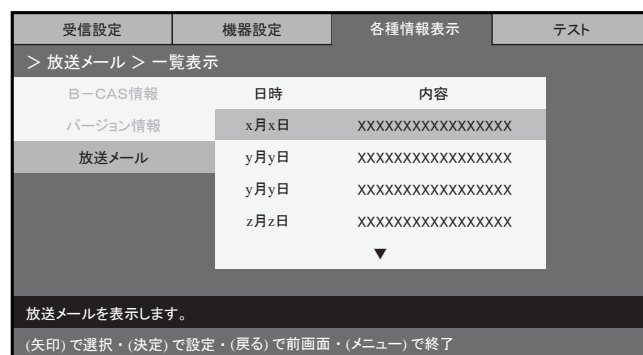 受信設定 機器設定 各種情報表示 テスト
＞ 放送メール ＞ 一覧表示
B－CAS情報 日時 内容
バージョン情報 x月x日 XXXXXXXXXXXXXXXXX
放送メール y月y日 XXXXXXXXXXXXXXXXX
y月y日 XXXXXXXXXXXXXXXXX
z月z日 XXXXXXXXXXXXXXXXX
▼
放送メールを表示します。
(矢印) で選択・(決定) で設定・(戻る) で前画面・(メニュー) で終了